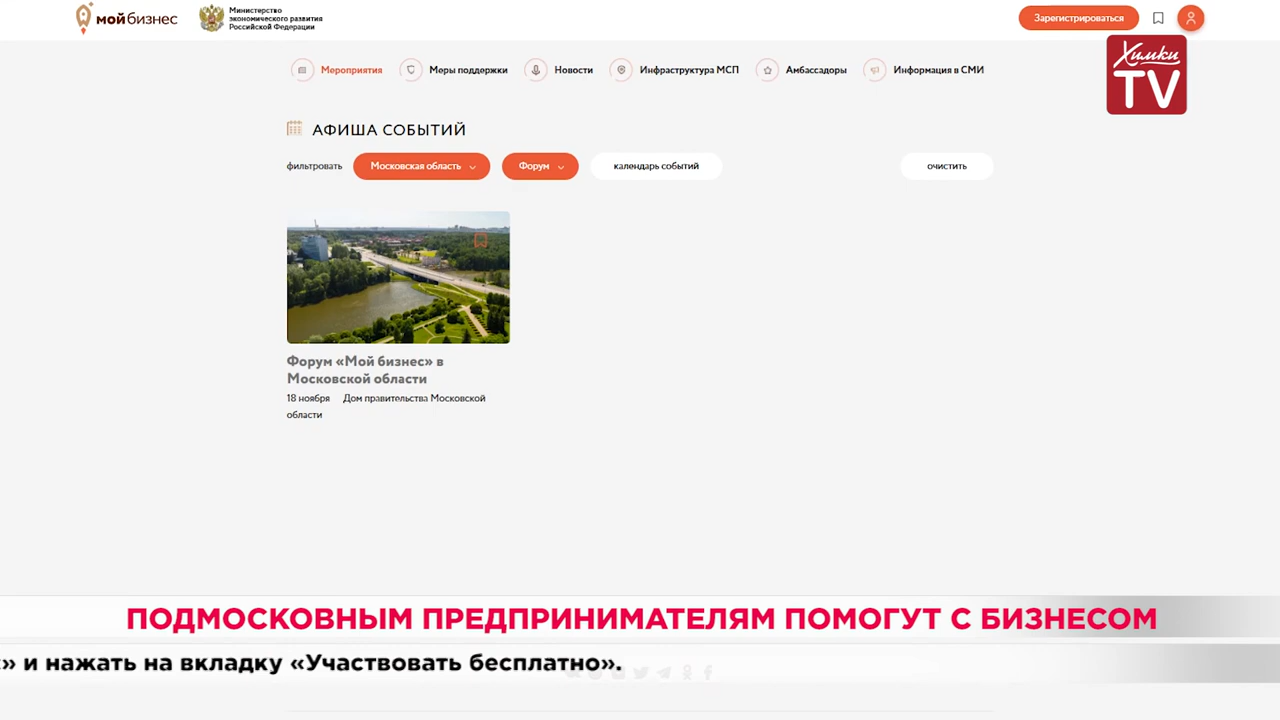 мойбизнес
Министерство
экономического развития
Российской Федерации
Зарегистрироваться
Мероприятия
Меры поддержки
Новости
Инфраструктура МСП
Амбассадоры
Информация в СМИ
Химки
TV
АФИША СОБЫТИЙ
фильтровать
Московская область
Форум
календарь событий
очистить
Форум «Мой бизнес» в
Московской области
18 ноября Дом правительства Московской
области
ПОДМОСКОВНЫМ ПРЕДПРИНИМАТЕЛЯМ ПОМОГУТ С БИЗНЕСОМ
» и нажать на вкладку «Участвовать бесплатно».